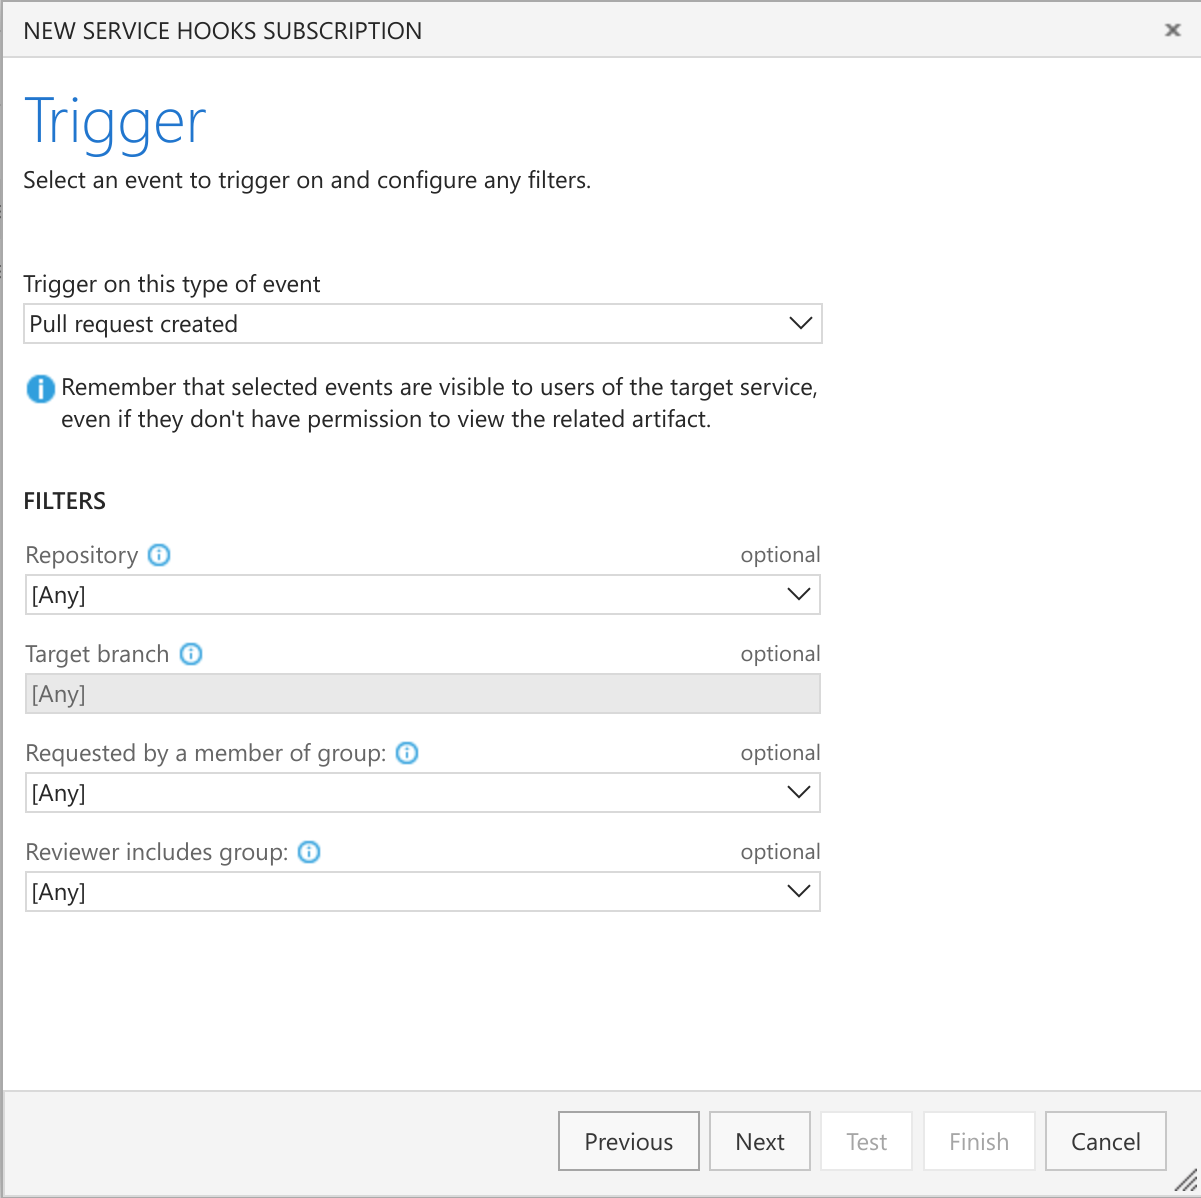 NEW SERVICE HOOKS SUBSCRIPTION
Trigger
Select an event to trigger on and configure any filters.
Trigger on this type of event
Pull request created
Remember that selected events are visible to users of the target service,
even if they don't have permission to view the related artifact.
FILTERS
Repository optional
[Any]
Target branch optional
[Any]
Requested by a member of group: optional
[Any]
Reviewer includes group: optional
[Any]
Previous Next Test Finish Cancel